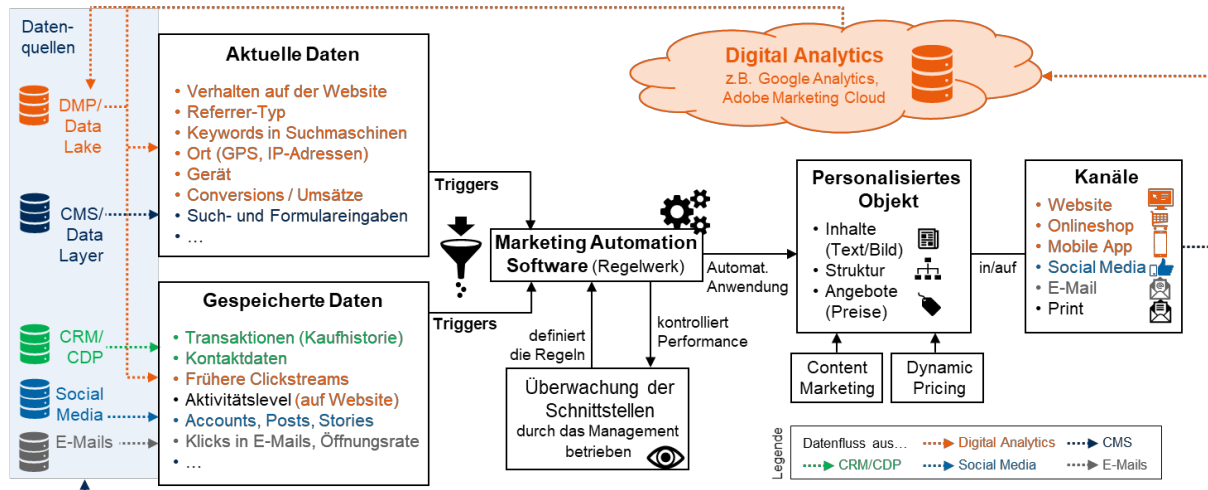 Daten-
quellen
DMP/
Data
Lake
CMS/
Data
Layer
CRM/
CDP
Social
Media
E-Mails
Aktuelle Daten
• Verhalten auf der Website
• Referrer-Typ
• Keywords in Suchmaschinen
• Ort (GPS, IP-Adressen)
• Gerät
• Conversions / Umsätze
• Such- und Formulareingaben
• ...
Gespeicherte Daten
• Transaktionen (Kaufhistorie)
• Kontaktdaten
• Frühere Clickstreams
• Aktivitätslevel (auf Website)
• Accounts, Posts, Stories
• Klicks in E-Mails, Öffnungsrate
• ...
Triggers
Triggers
Digital Analytics
z.B. Google Analytics,
Adobe Marketing Cloud
Marketing Automation
Software (Regelwerk)
definiert
die Regeln
kontrolliert
Performance
Überwachung der
Schnittstellen
durch das Management
betrieben
Automat.
Anwendung
Personalisiertes
Objekt
• Inhalte
(Text/Bild)
• Struktur
• Angebote
(Preise)
Content
Marketing
Dynamic
Pricing
in/auf
Kanäle
• Website
• Onlineshop
• Mobile App
• Social Media
• E-Mail
• Print
Legende
Datenfluss aus...
Digital Analytics
CMS
CRM/CDP
Social Media
E-Mails